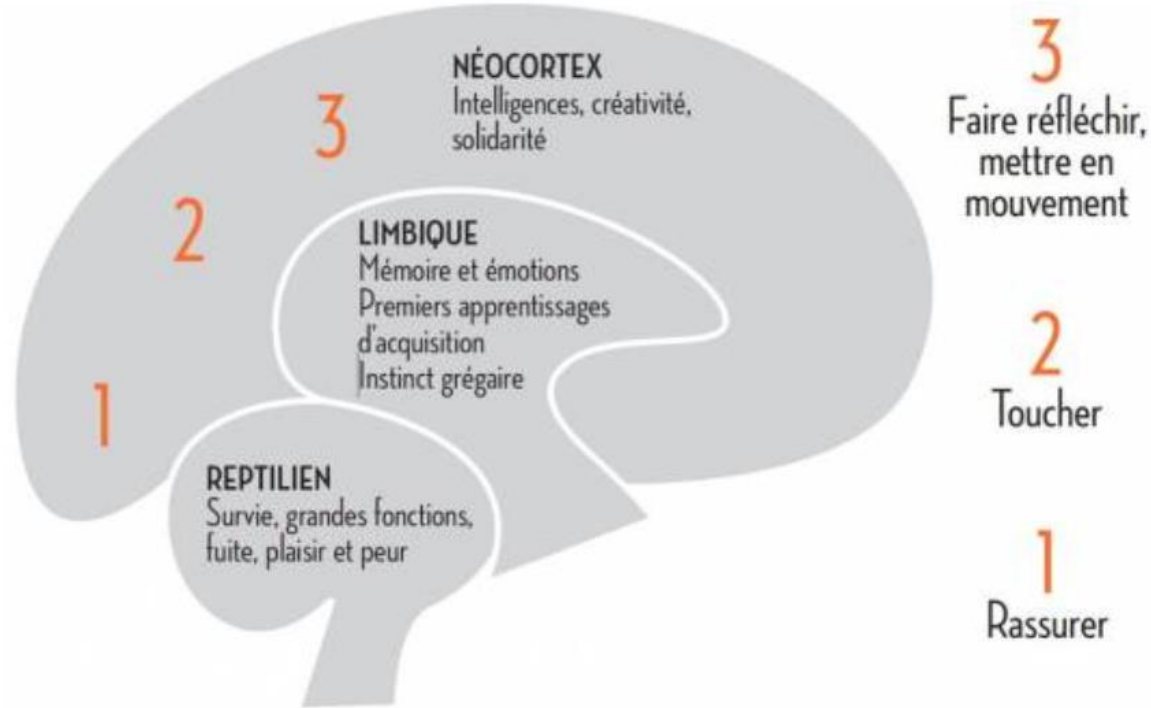 NÉOCORTEX
Intelligences, créativité,
solidarité
3
2
LIMBIQUE
Mémoire et émotions
Premiers apprentissages
d'acquisition
Instinct grégaire
1
REPTILIEN
Survie, grandes fonctions,
fuite, plaisir et peur
3
Faire réfléchir,
mettre en
mouvement
2
Toucher
1
Rassurer